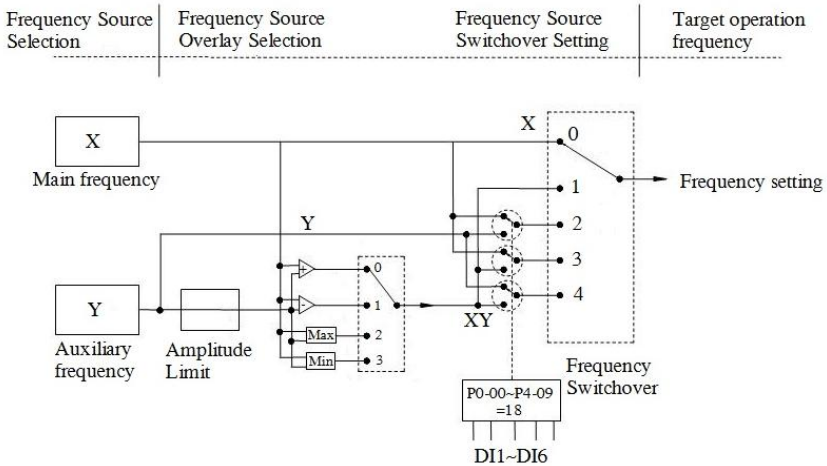 Frequency Source
Selection
Frequency Source
Overlay Selection
Frequency Source
Switchover Setting
Target operation
frequency
X
Main frequency
X
0
1
2
3
4
Frequency setting
Y
Y
Auxiliary
frequency
Amplitude
Limit
+
-
Max
Min
0
1
2
3
XY
Frequency
Switchover
P0-00~P4-09
=18
DI1~DI6